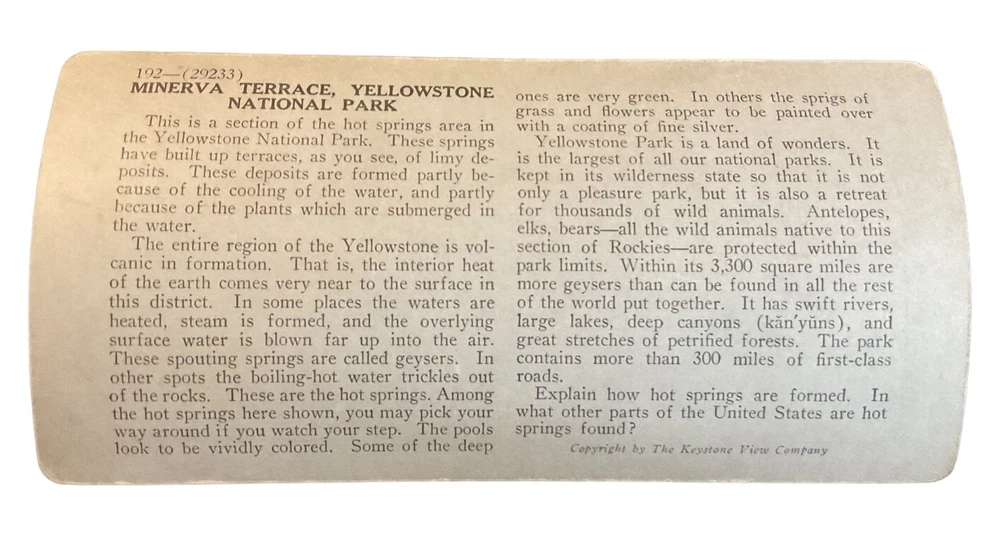 192—(29233)
MINERVA TERRACE, YELLOWSTONE
NATIONAL PARK
This is a section of the hot springs area in
the Yellowstone National Park. These springs
have built up terraces, as you see, of limy de-
posits. These deposits are formed partly be-
cause of the cooling of the water, and partly
because of the plants which are submerged in
the water.
The entire region of the Yellowstone is vol-
canic in formation. That is, the interior heat
of the earth comes very near to the surface in
this district. In some places the waters are
heated, steam is formed, and the overlying
surface water is blown far up into the air.
These spouting springs are called geysers. In
other spots the boiling-hot water trickles out
of the rocks. These are the hot springs. Among
the hot springs here shown, you may pick your
way around if you watch your step. The pools
look to be vividly colored. Some of the deep
ones are very green. In others the sprigs of
grass and flowers appear to be painted over
with a coating of fine silver.
Yellowstone Park is a land of wonders. It
is the largest of all our national parks. It is
kept in its wilderness state so that it is not
only a pleasure park, but it is also a retreat
for thousands of wild animals. Antelopes,
elks, bears—all the wild animals native to this
section of Rockies—are protected within the
park limits. Within its 3,300 square miles are
more geysers than can be found in all the rest
of the world put together. It has swift rivers,
large lakes, deep canyons (kăn′yŭns), and
great stretches of petrified forests. The park
contains more than 300 miles of first-class
roads.
Explain how hot springs are formed. In
what other parts of the United States are hot
springs found?
Copyright by The Keystone View Company